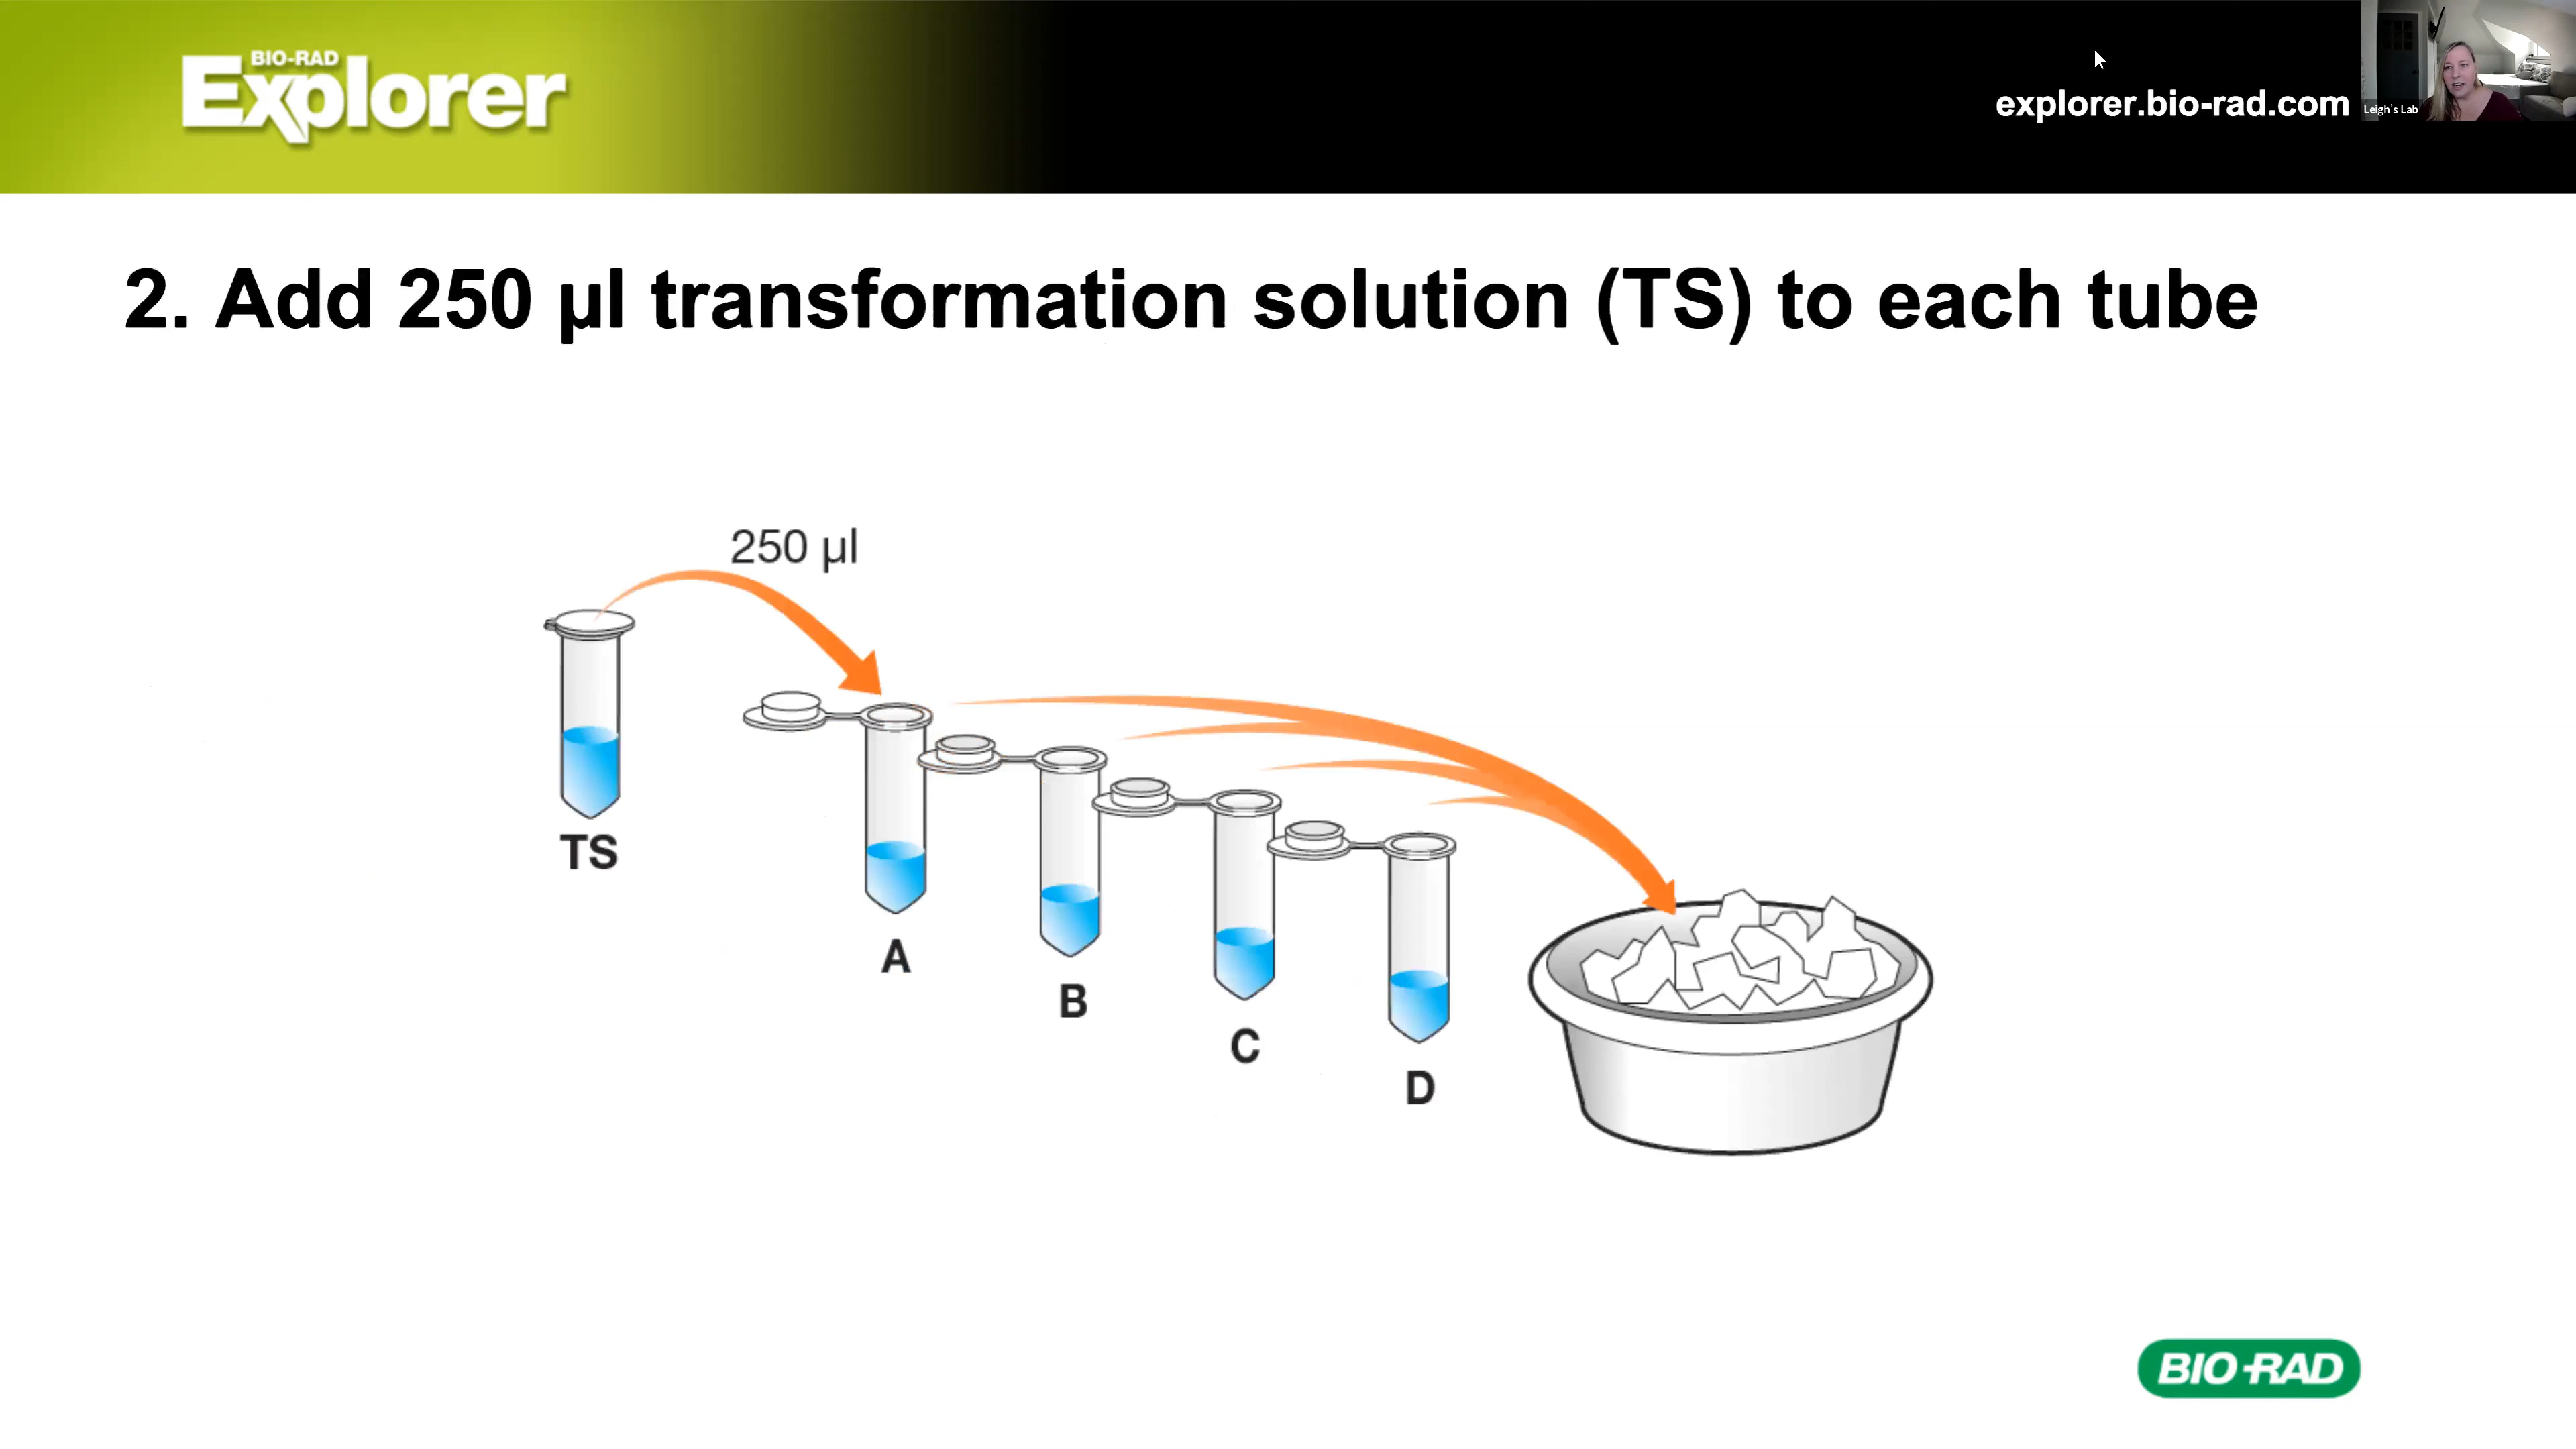 BIO-RAD
Explorer
explorer.bio-rad.com
Leigh's Lab
2. Add 250 µl transformation solution (TS) to each tube
250 µl
TS
A
B
C
D
BIO-RAD